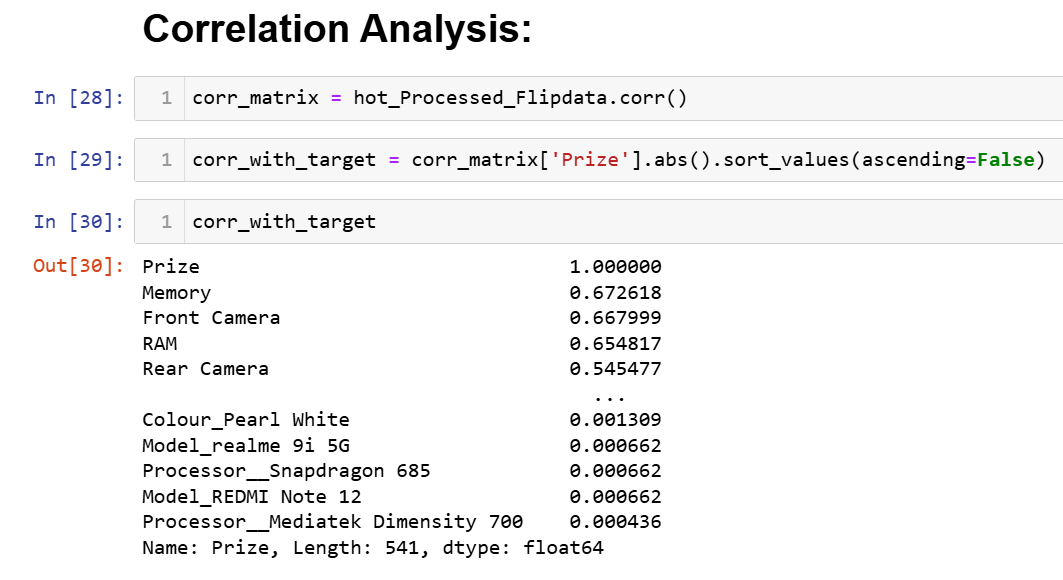 Correlation Analysis:
In [28]: 1 corr_matrix = hot_Processed_Flipdata.corr()
In [29]: 1 corr_with_target = corr_matrix['Prize'].abs().sort_values(ascending=False)
In [30]: 1 corr_with_target
Out[30]: Prize 1.000000
Memory 0.672618
Front Camera 0.667999
RAM 0.654817
Rear Camera 0.545477
...
Colour_Pearl White 0.001309
Model_realme 9i 5G 0.000662
Processor__Snapdragon 685 0.000662
Model_REDMI Note 12 0.000662
Processor__Mediatek Dimensity 700 0.000436
Name: Prize, Length: 541, dtype: float64